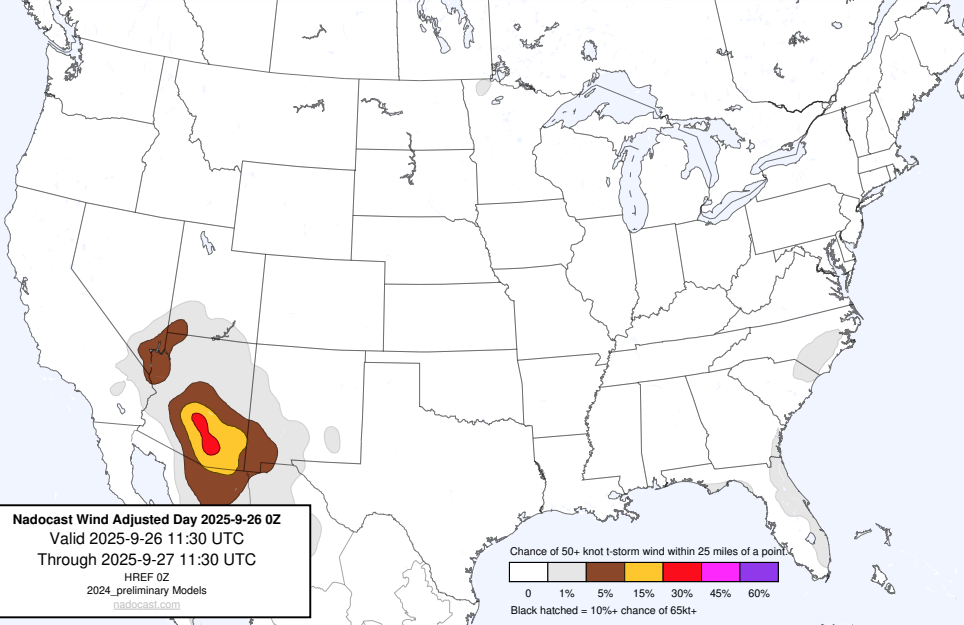 Nadocast Wind Adjusted Day 2025-9-26 0Z
Valid 2025-9-26 11:30 UTC
Through 2025-9-27 11:30 UTC
HREF 0Z
2024_preliminary Models
nadocast.com
Chance of 50+ knot t-storm wind within 25 miles of a point.
0 1% 5% 15% 30% 45% 60%
Black hatched = 10%+ chance of 65kt+